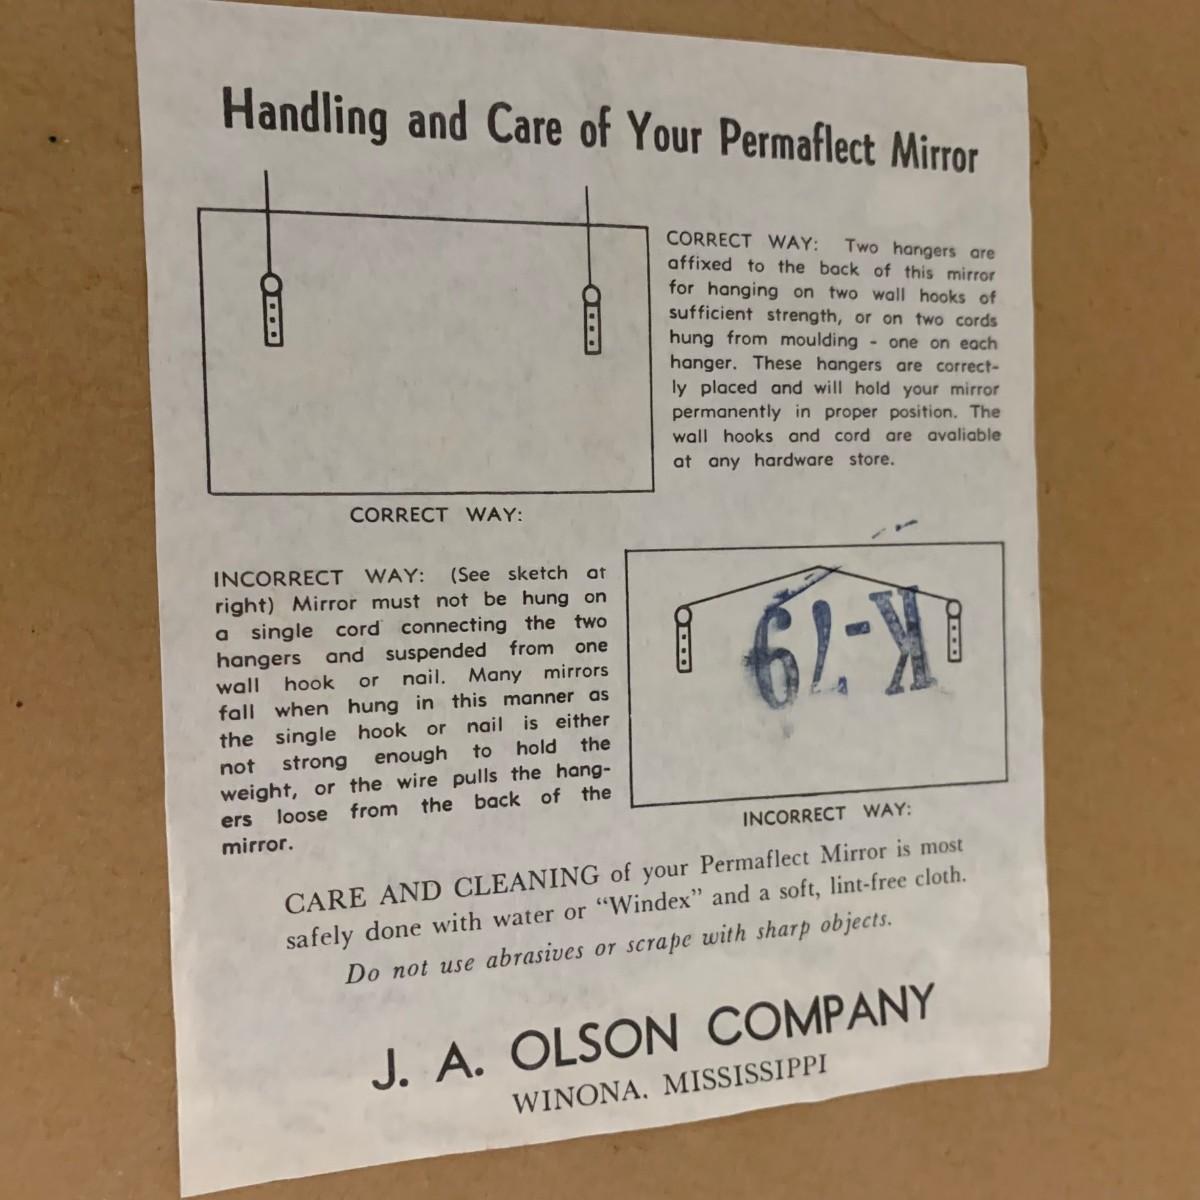 Handling and Care of Your Permaflect Mirror
CORRECT WAY: Two hangers are
affixed to the back of this mirror
for hanging on two wall hooks of
sufficient strength, or on two cords
hung from moulding - one on each
hanger. These hangers are correct-
ly placed and will hold your mirror
permanently in proper position. The
wall hooks and cord are avaliable
at any hardware store.
CORRECT WAY:
INCORRECT WAY: (See sketch at
right) Mirror must not be hung on
a single cord connecting the two
hangers and suspended from one
wall hook or nail. Many mirrors
fall when hung in this manner as
the single hook or nail is either
not strong enough to hold the
weight, or the wire pulls the hang-
ers loose from the back of the
mirror.
K-79
INCORRECT WAY:
CARE AND CLEANING of your Permaflect Mirror is most
safely done with water or “Windex” and a soft, lint-free cloth.
Do not use abrasives or scrape with sharp objects.
J. A. OLSON COMPANY
WINONA. MISSISSIPPI